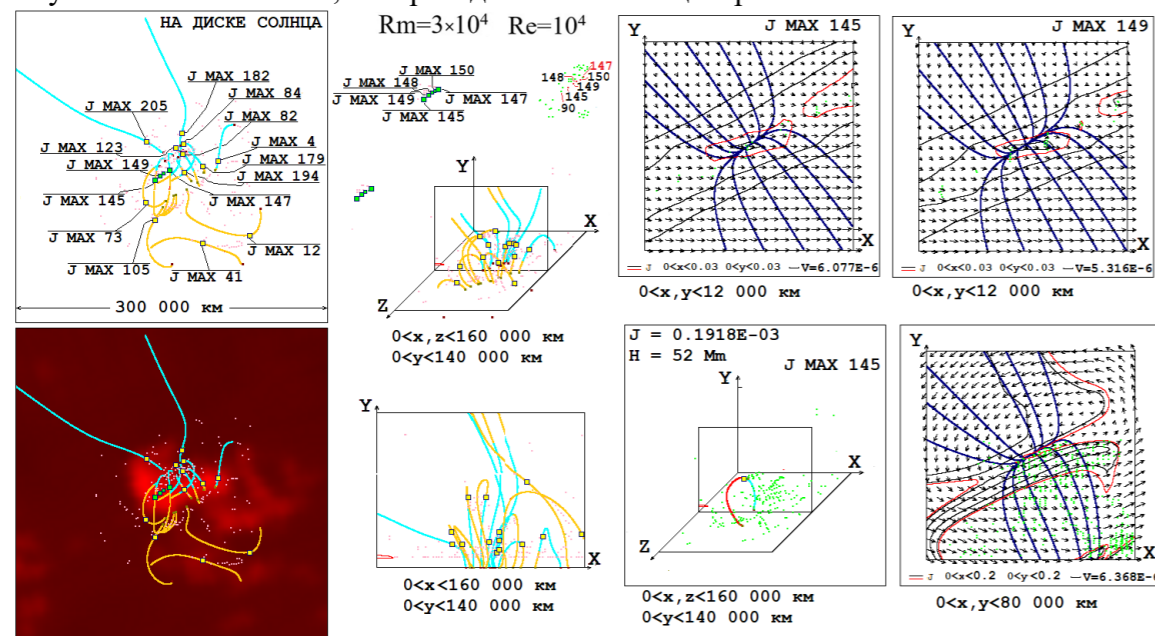 НА ДИСКЕ СОЛНЦА
J MAX 182
J MAX 84
J MAX 205
J MAX 82
J MAX 123
J MAX 4
J MAX 149
J MAX 179
J MAX 194
J MAX 145
J MAX 147
J MAX 73
J MAX 12
J MAX 105
J MAX 41
300 000 км
Rm=3×10⁴ Re=10⁴
J MAX 150
J MAX 148
J MAX 149
J MAX 147
J MAX 145
147
148
150
149
145
90
Y
X
Z
0<x,z<160 000 км
0<y<140 000 км
Y
X
0<x<160 000 км
0<y<140 000 км
Y
J MAX 145
X
J 0<x<0.03 0<y<0.03 V=6.077E-6
0<x,y<12 000 км
Y
J MAX 149
X
J 0<x<0.03 0<y<0.03 V=5.316E-6
0<x,y<12 000 км
J = 0.1918E-03
H = 52 Mm
J MAX 145
Y
X
Z
0<x,z<160 000 км
0<y<140 000 км
Y
X
J 0<x<0.2 0<y<0.2 V=6.368E-
0<x,y<80 000 км